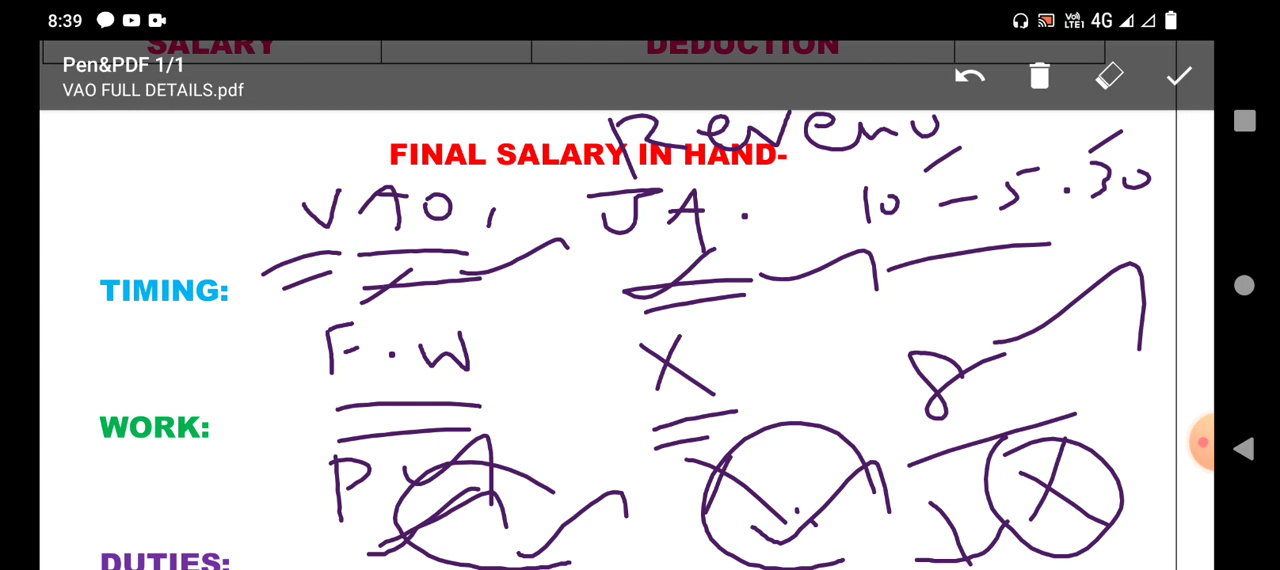 8:39 VoLTE1 4G
SALARY DEDUCTION
Pen&PDF 1/1
VAO FULL DETAILS.pdf
Revenu
FINAL SALARY IN HAND-
VAO, JA. 10 - 5.30
TIMING:
F.W X 8
WORK:
P
DUTIES: